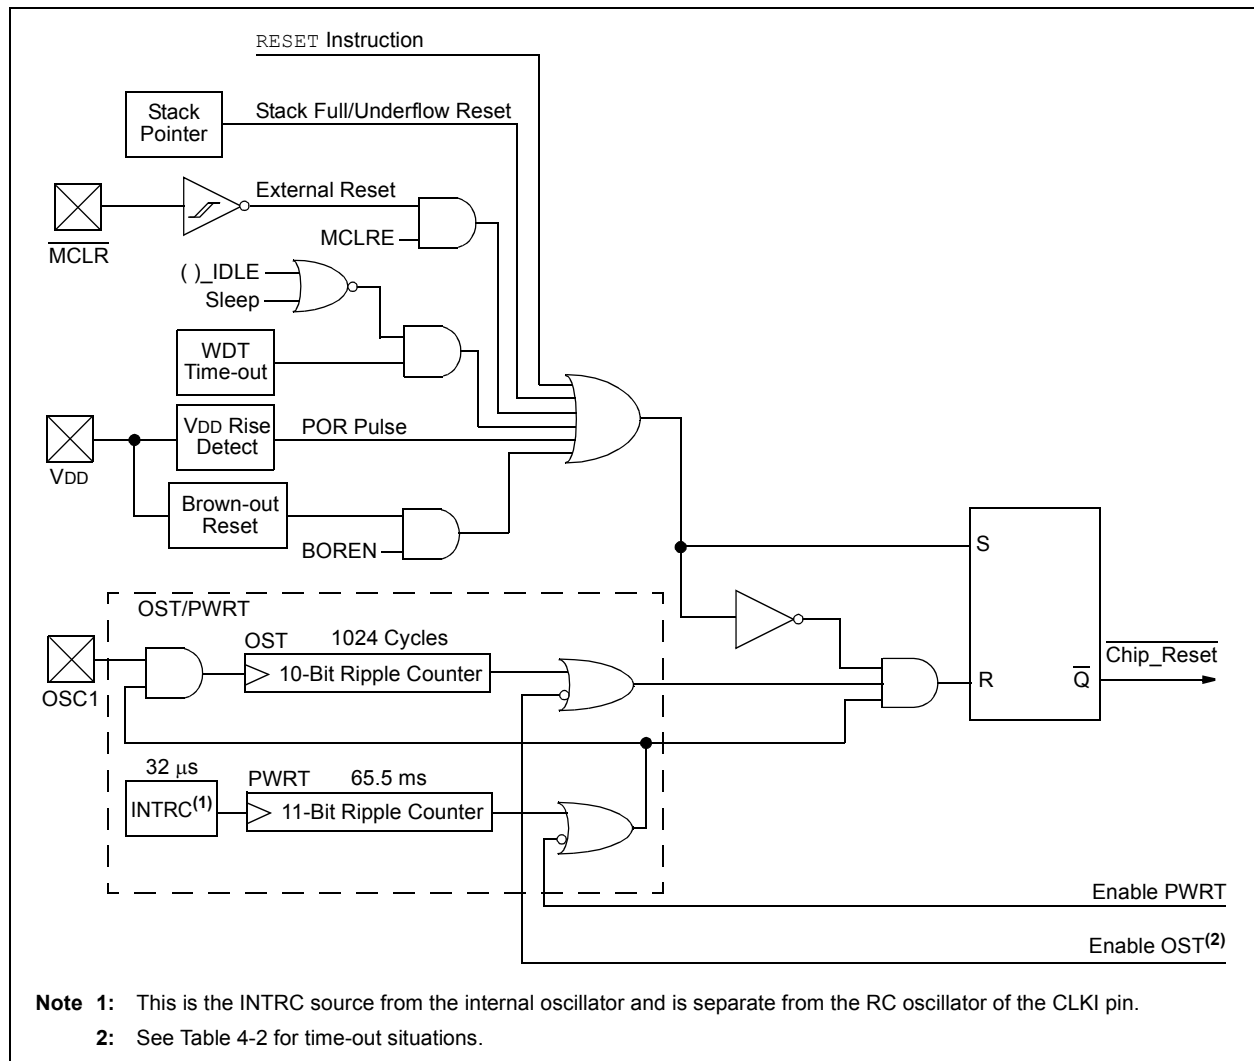 RESET Instruction
Stack
Pointer
Stack Full/Underflow Reset
External Reset
MCLR
MCLRE
( )_IDLE
Sleep
WDT
Time-out
VDD
VDD Rise
Detect
POR Pulse
Brown-out
Reset
BOREN
S
OST/PWRT
OST
1024 Cycles
10-Bit Ripple Counter
OSC1
R
Q
Chip_Reset
32 μs
INTRC(1)
PWRT
65.5 ms
11-Bit Ripple Counter
Enable PWRT
Enable OST(2)
Note 1: This is the INTRC source from the internal oscillator and is separate from the RC oscillator of the CLKI pin.
2: See Table 4-2 for time-out situations.